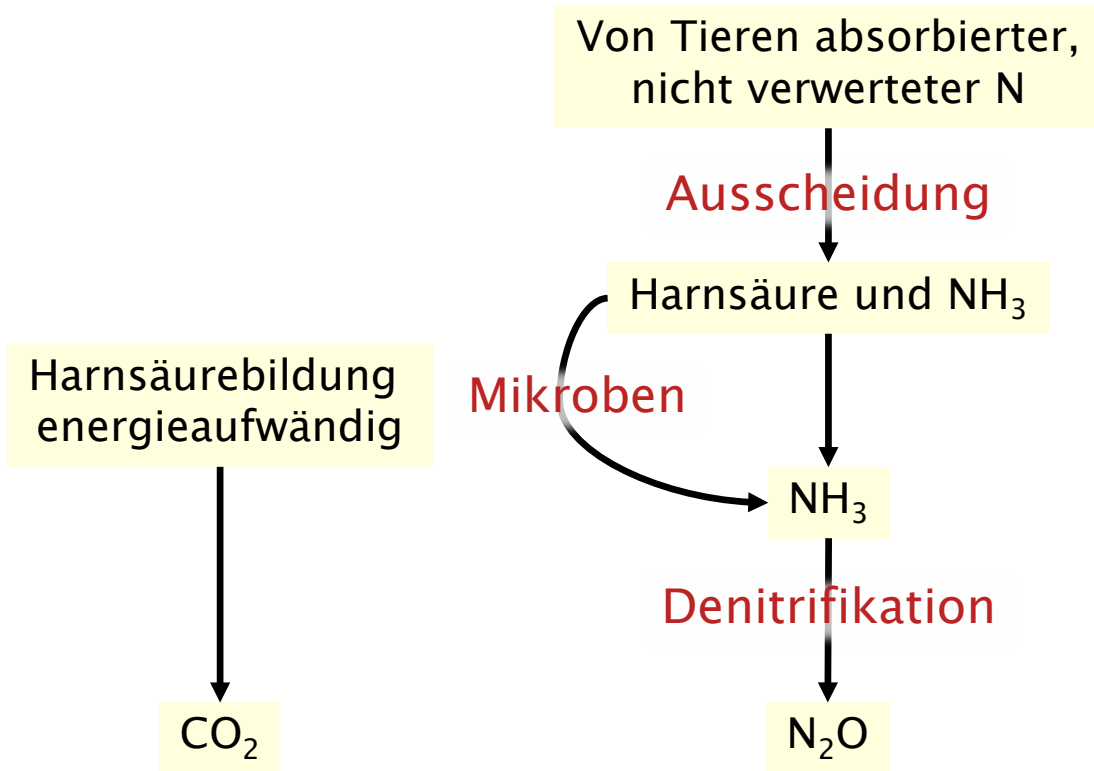 Von Tieren absorbierter,
nicht verwerteter N
Ausscheidung
Harnsäure und NH₃
Harnsäurebildung
energieaufwändig
Mikroben
NH₃
Denitrifikation
CO₂
N₂O